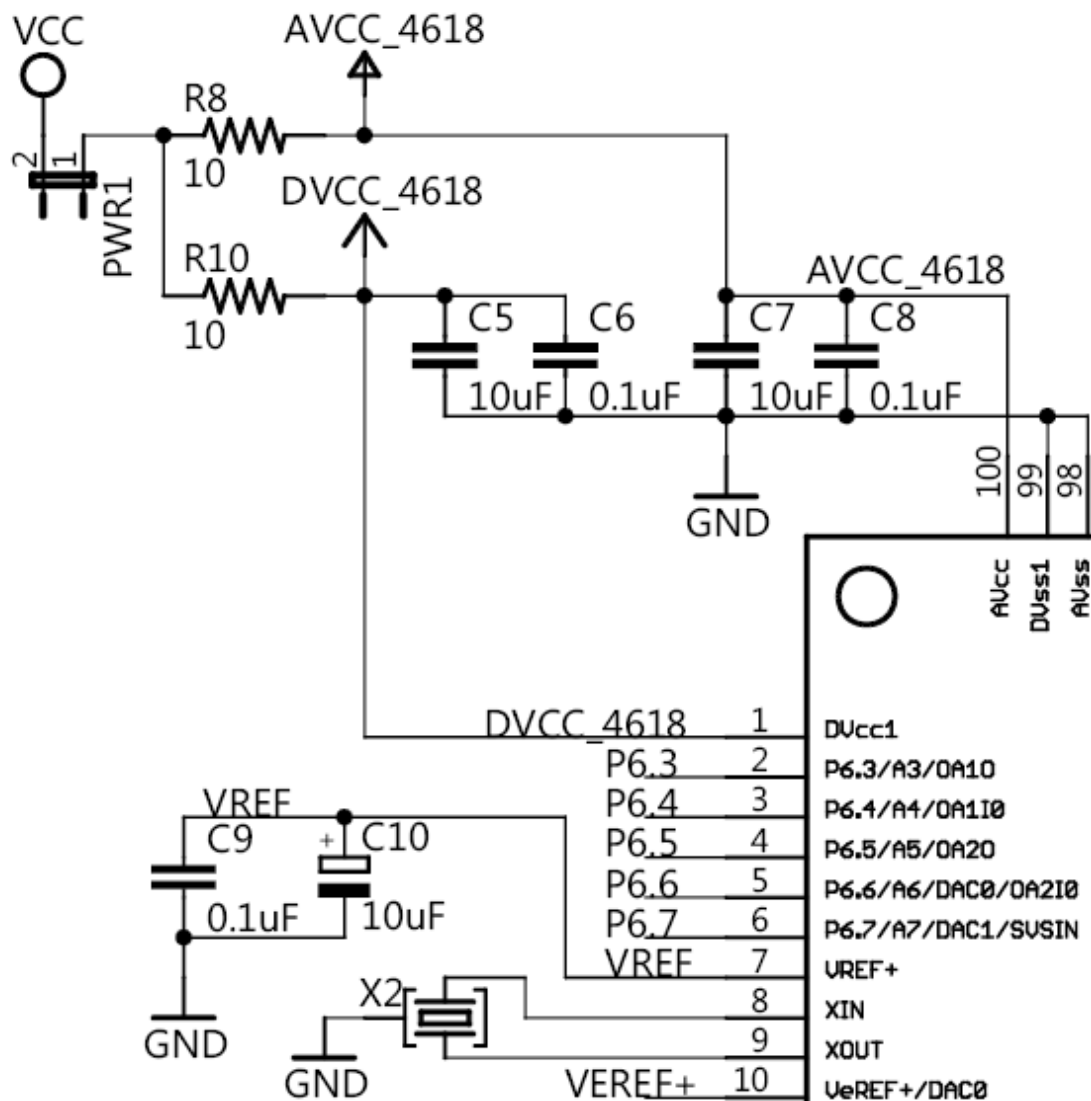 VCC
AVCC_4618
R8
10
2
1
PWR1
DVCC_4618
R10
10
AVCC_4618
C5
10uF
C6
0.1uF
C7
10uF
C8
0.1uF
GND
100
99
98
AVcc
DVss1
AVss
DVCC_4618
1
DVcc1
P6.3
2
P6.3/A3/OA1O
P6.4
3
P6.4/A4/OA1I0
P6.5
4
P6.5/A5/OA2O
P6.6
5
P6.6/A6/DAC0/OA2I0
P6.7
6
P6.7/A7/DAC1/SVSIN
VREF
7
VREF+
VREF
C9
0.1uF
+
C10
10uF
GND
X2
GND
8
XIN
9
XOUT
VEREF+
10
VeREF+/DAC0